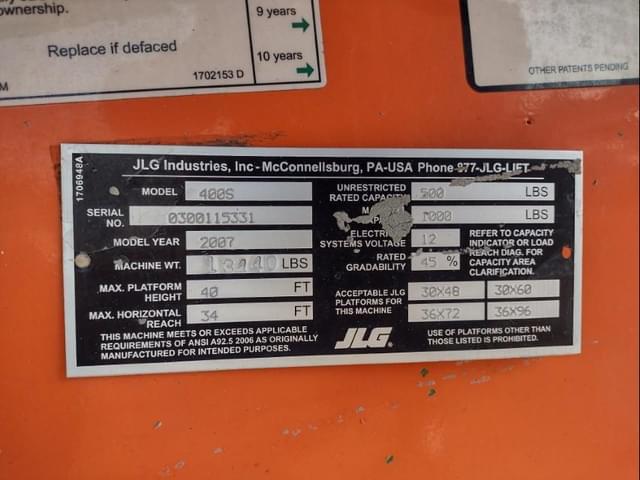 ownership.
Replace if defaced
1702153 D
9 years
10 years
OTHER PATENTS PENDING
1706948A
JLG Industries, Inc - McConnellsburg, PA-USA Phone 877-JLG-LIFT
MODEL 400S
SERIAL NO. 0300115331
MODEL YEAR 2007
MACHINE WT. LBS
MAX. PLATFORM HEIGHT 40 FT
MAX. HORIZONTAL REACH 34 FT
THIS MACHINE MEETS OR EXCEEDS APPLICABLE
REQUIREMENTS OF ANSI A92.5 2006 AS ORIGINALLY
MANUFACTURED FOR INTENDED PURPOSES.
UNRESTRICTED RATED CAPACITY 500 LBS
1000 LBS
SYSTEMS VOLTAGE 12
RATED GRADABILITY 45 %
REFER TO CAPACITY
INDICATOR OR LOAD
REACH DIAG. FOR
CAPACITY AREA
CLARIFICATION.
ACCEPTABLE JLG
PLATFORMS FOR
THIS MACHINE
30X48 30X60
36X72 36X96
JLG
USE OF PLATFORMS OTHER THAN
THOSE LISTED IS PROHIBITED.